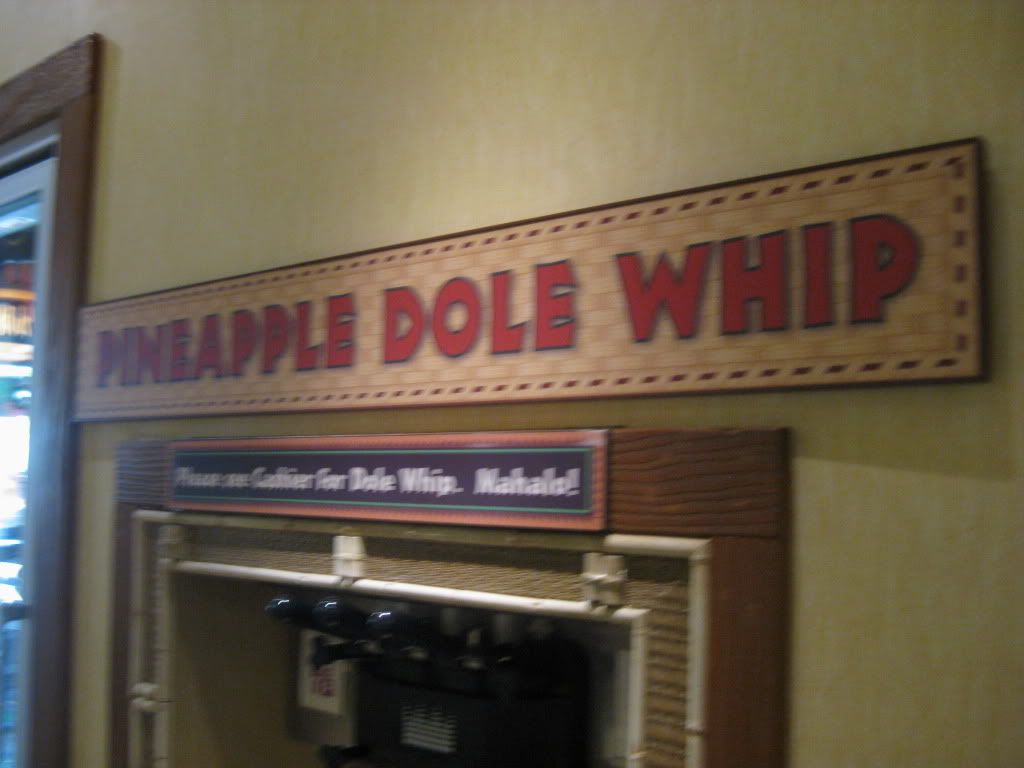 PINEAPPLE DOLE WHIP
Please see Cashier for Dole Whip. Mahalo!